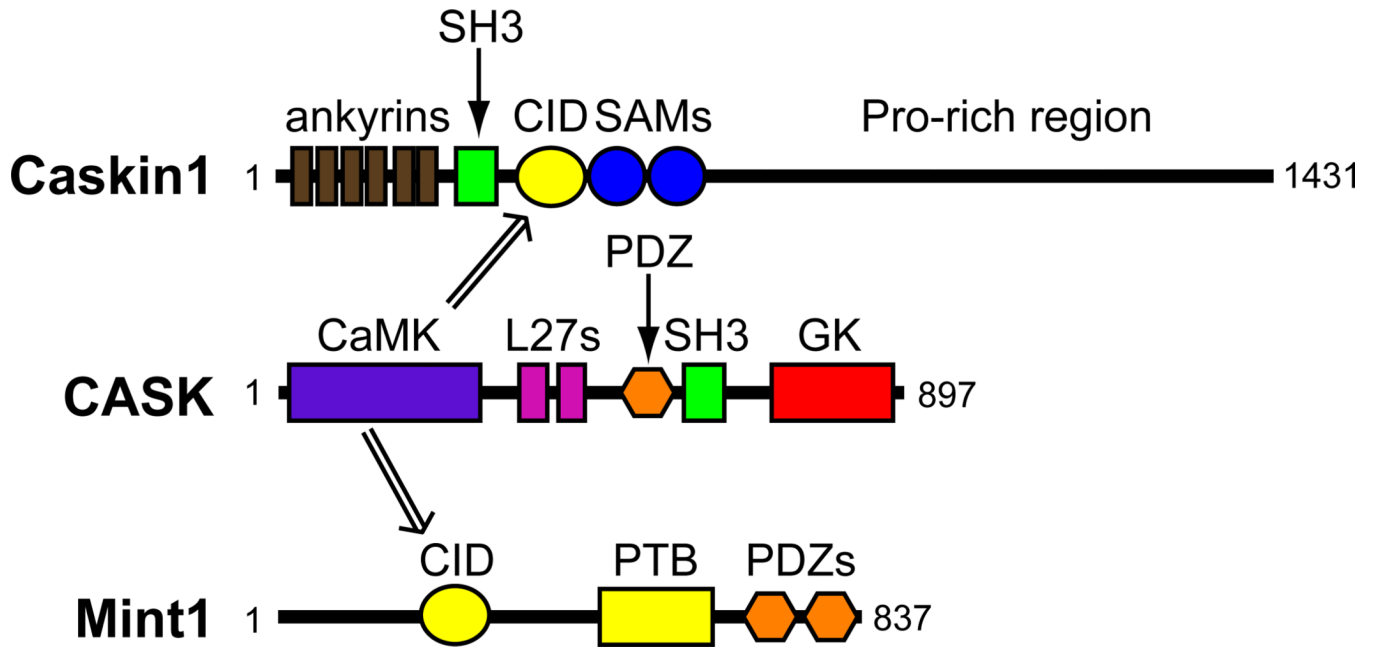 SH3
ankyrins CID SAMs Pro-rich region
Caskin1 1 1431
PDZ
CaMK L27s SH3 GK
CASK 1 897
CID PTB PDZs
Mint1 1 837